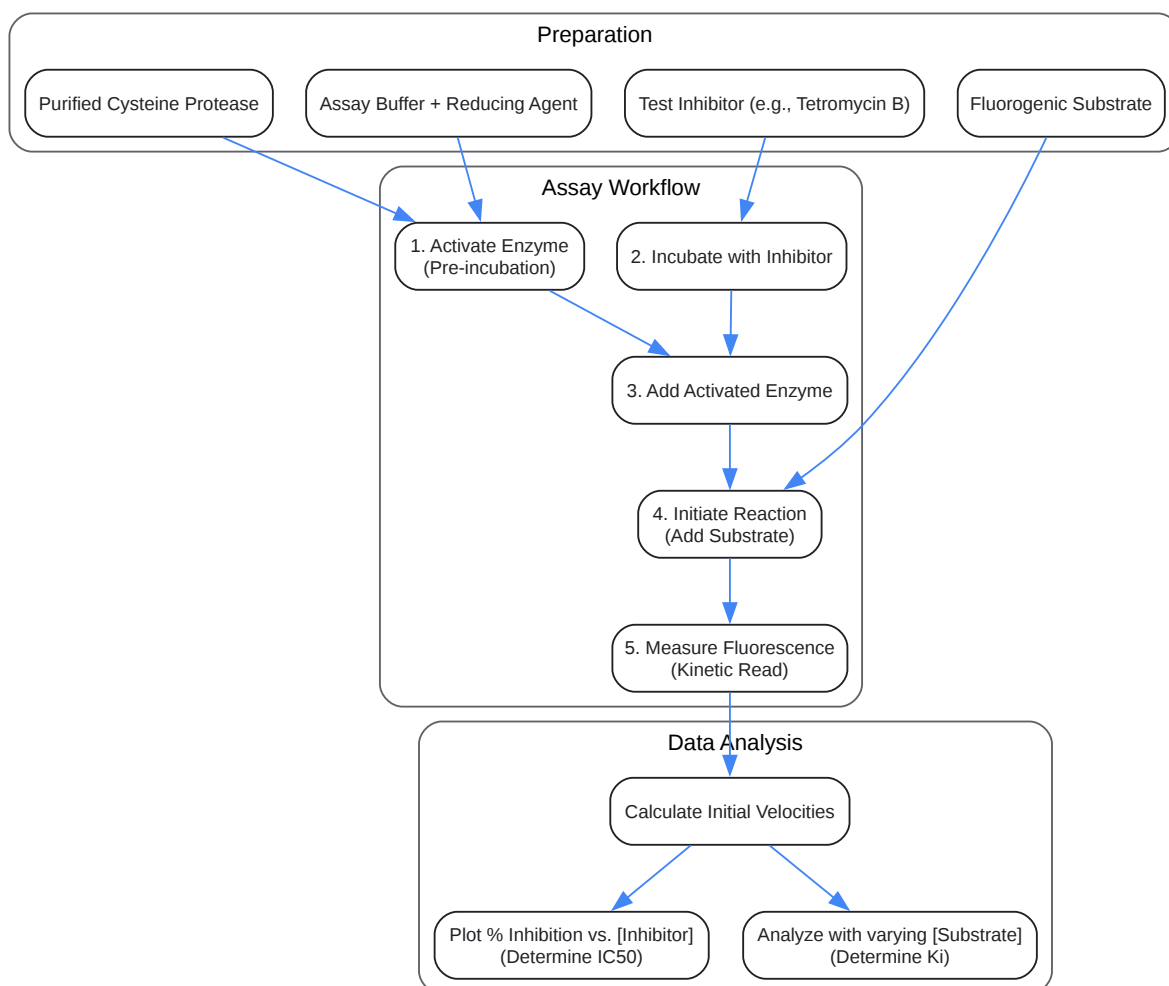 Preparation
Purified Cysteine Protease
Assay Buffer + Reducing Agent
Test Inhibitor (e.g., Tetromycin B)
Fluorogenic Substrate
Assay Workflow
1. Activate Enzyme
(Pre-incubation)
2. Incubate with Inhibitor
3. Add Activated Enzyme
4. Initiate Reaction
(Add Substrate)
5. Measure Fluorescence
(Kinetic Read)
Data Analysis
Calculate Initial Velocities
Plot % Inhibition vs. [Inhibitor]
(Determine IC50)
Analyze with varying [Substrate]
(Determine Ki)